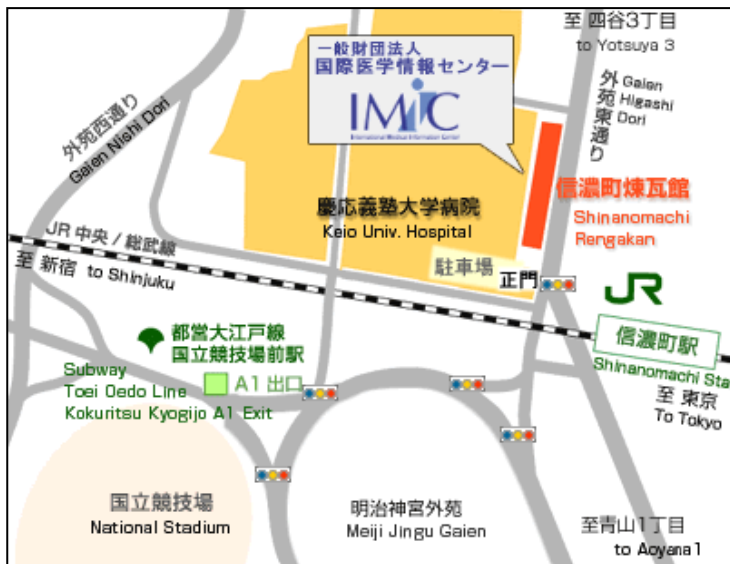 至 四谷3丁目
to Yotsuya 3
一般財団法人
国際医学情報センター
IMIC
International Medical Information Center
外苑東通り
Gaien
Higashi
Dori
外苑西通り
Gaien Nishi Dori
慶応義塾大学病院
Keio Univ. Hospital
信濃町煉瓦館
Shinanomachi
Rengakan
JR 中央 / 総武線
至 新宿 to Shinjuku
駐車場
正門
JR
信濃町駅
Shinanomachi Sta
都営大江戸線
国立競技場前駅
Subway
Toei Oedo Line
Kokuritsu Kyogijo A1 Exit
A1 出口
至 東京
To Tokyo
国立競技場
National Stadium
明治神宮外苑
Meiji Jingu Gaien
至青山1丁目
to Aoyana1